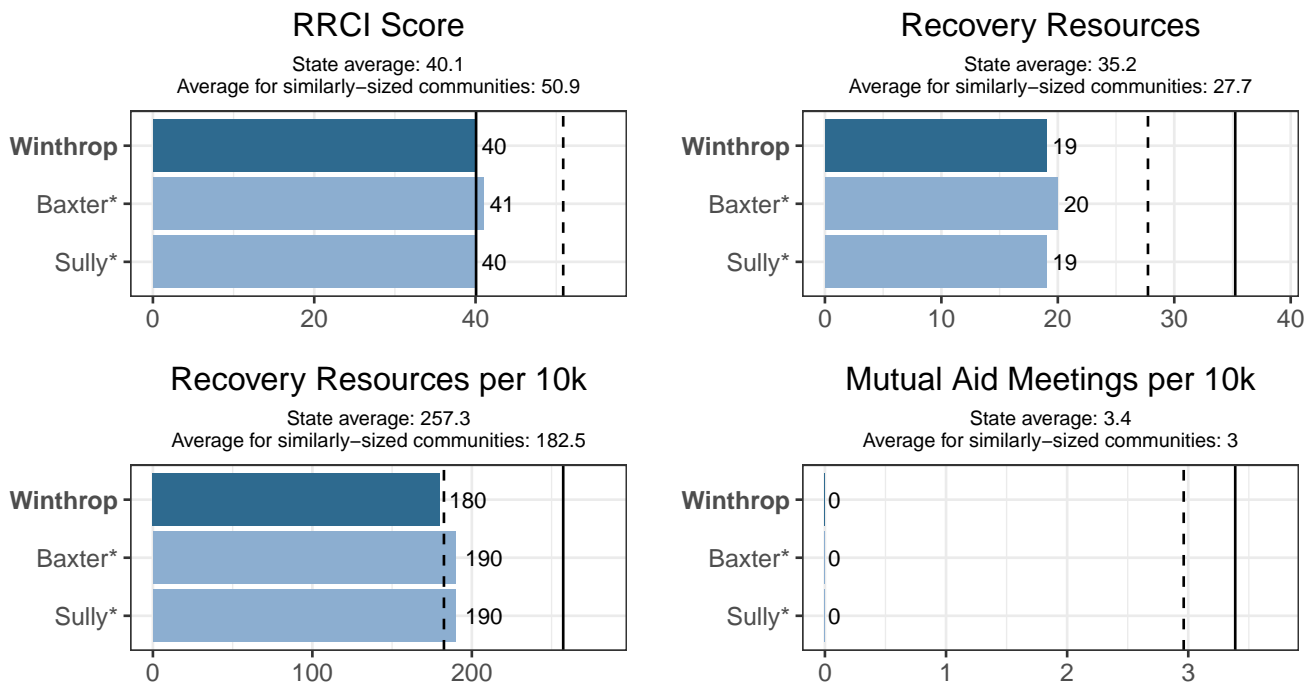 RRCI Score
State average: 40.1
Average for similarly−sized communities: 50.9
Winthrop
40
Baxter*
41
Sully*
40
0 20 40
Recovery Resources
State average: 35.2
Average for similarly−sized communities: 27.7
Winthrop
19
Baxter*
20
Sully*
19
0 10 20 30 40
Recovery Resources per 10k
State average: 257.3
Average for similarly−sized communities: 182.5
Winthrop
180
Baxter*
190
Sully*
190
0 100 200
Mutual Aid Meetings per 10k
State average: 3.4
Average for similarly−sized communities: 3
Winthrop
0
Baxter*
0
Sully*
0
0 1 2 3